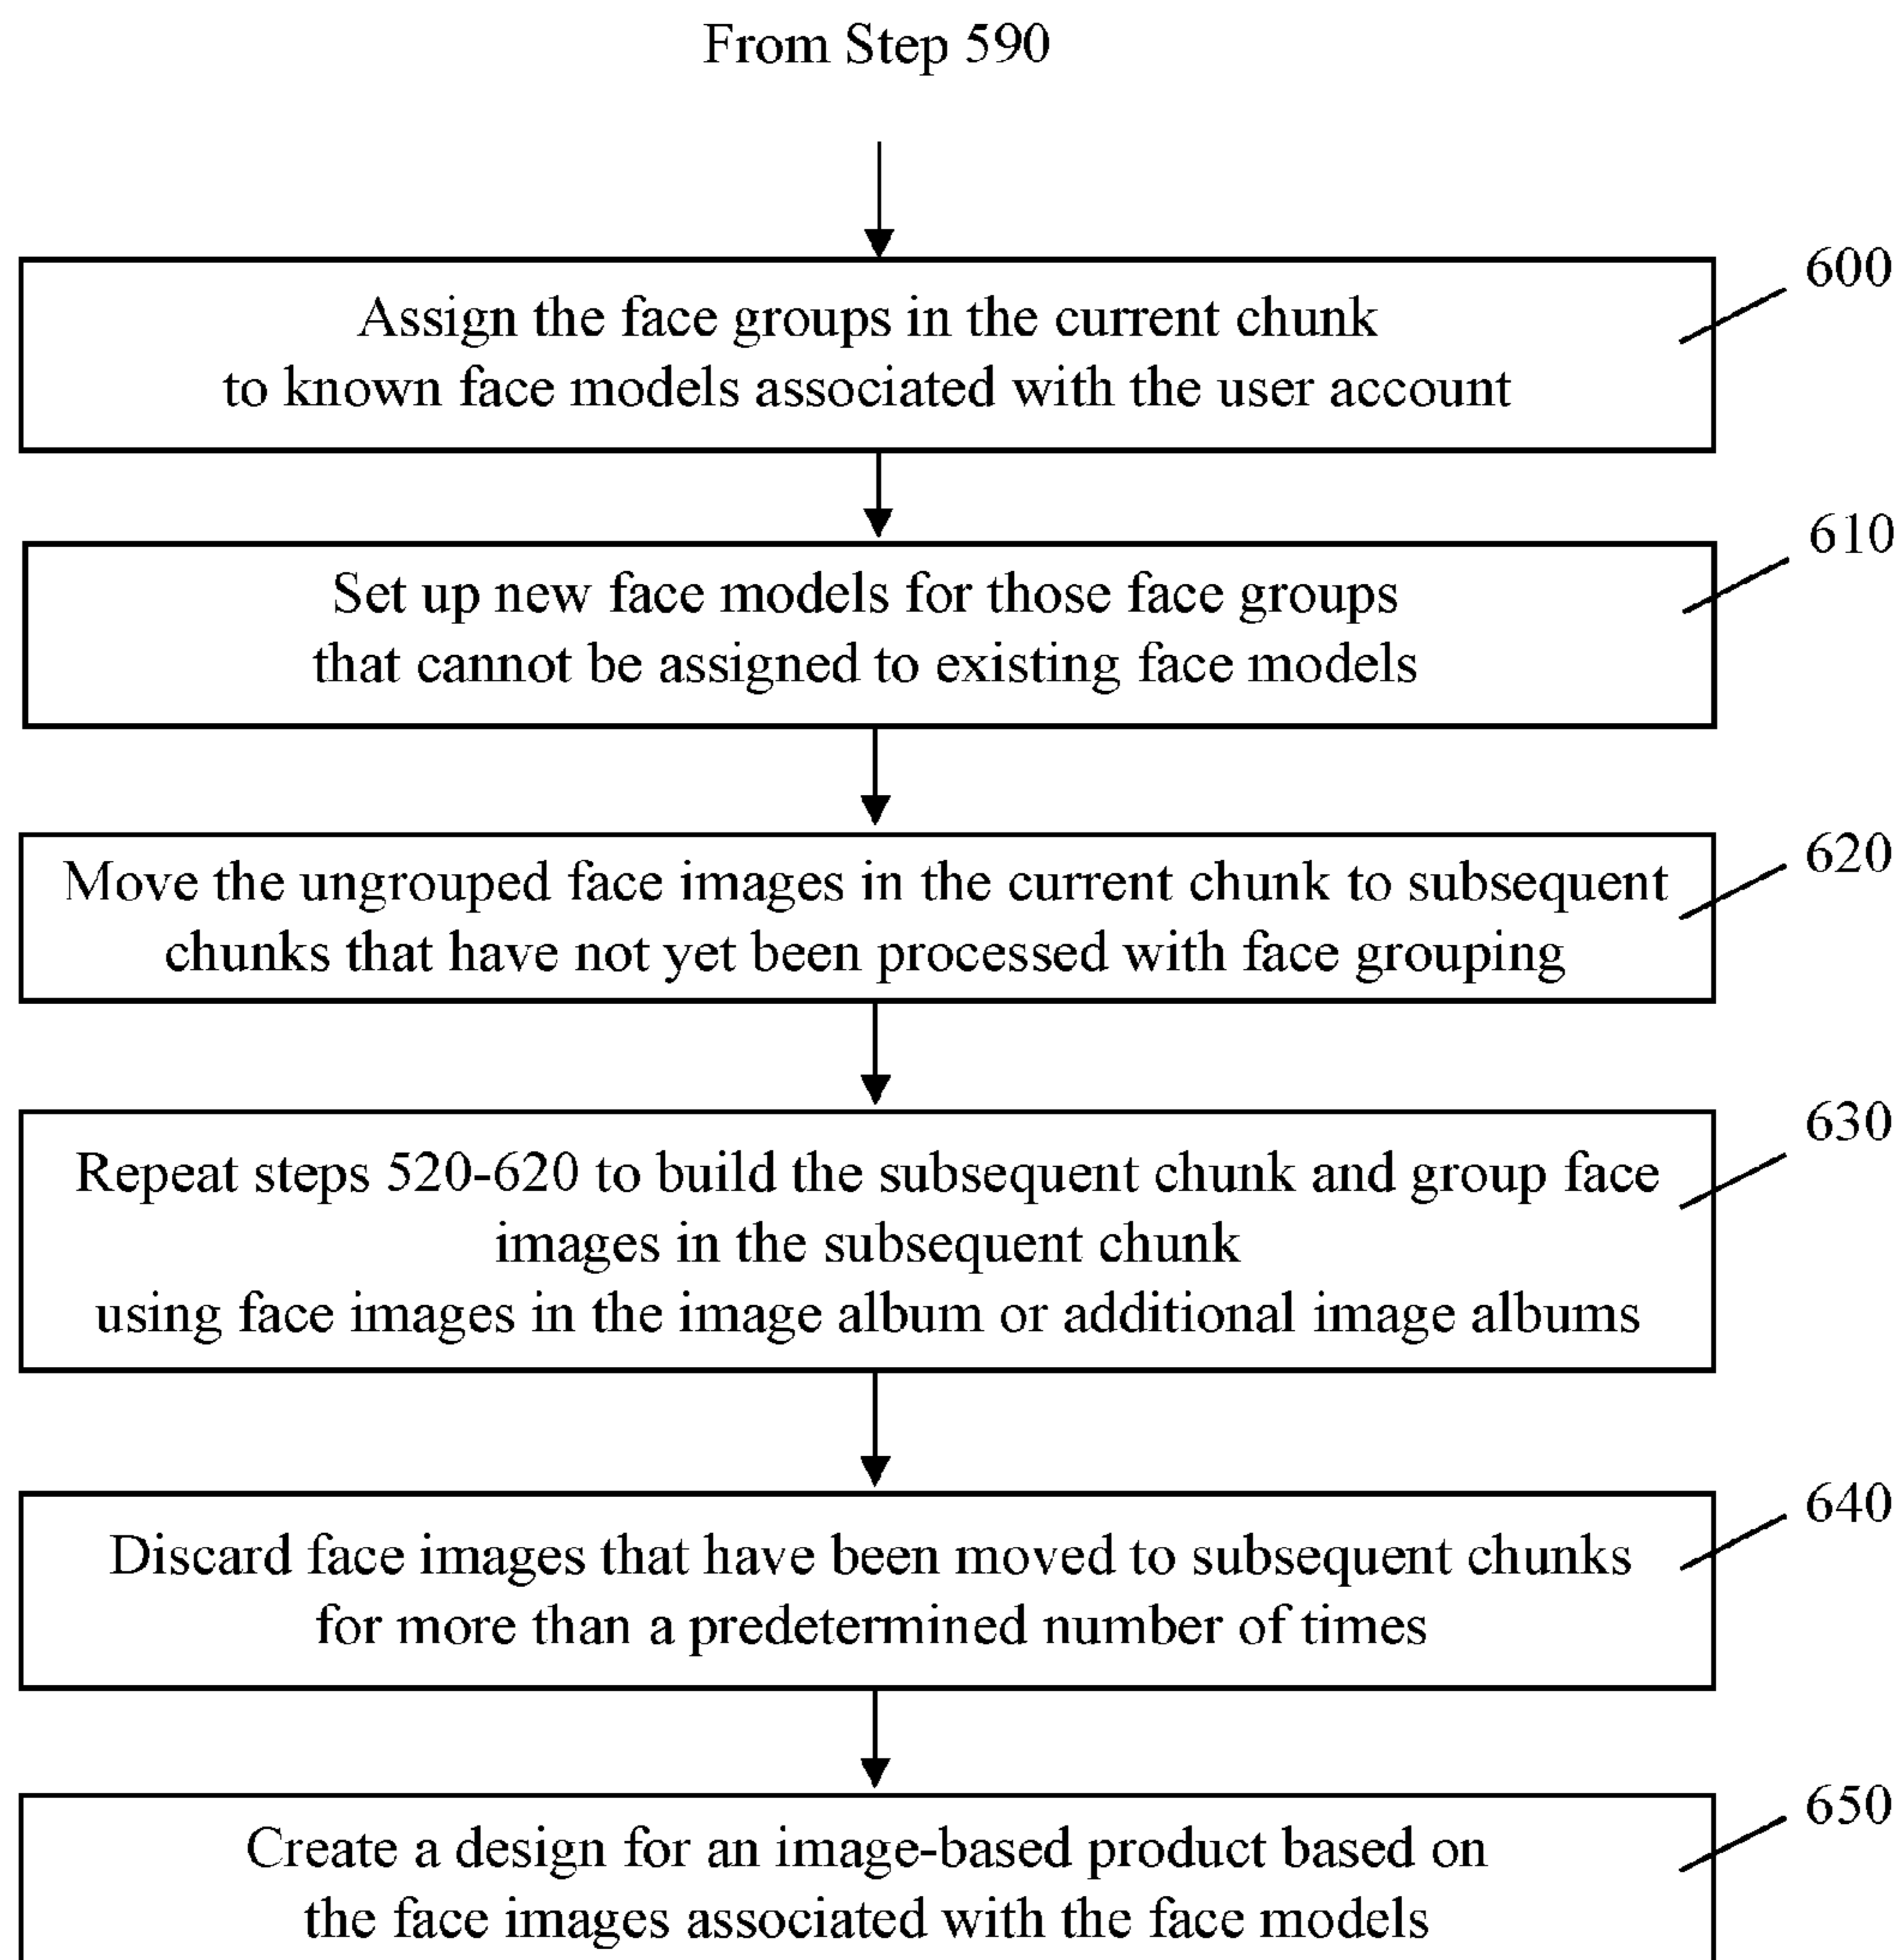 From Step 590
600
Assign the face groups in the current chunk
to known face models associated with the user account
610
Set up new face models for those face groups
that cannot be assigned to existing face models
620
Move the ungrouped face images in the current chunk to subsequent
chunks that have not yet been processed with face grouping
630
Repeat steps 520-620 to build the subsequent chunk and group face
images in the subsequent chunk
using face images in the image album or additional image albums
640
Discard face images that have been moved to subsequent chunks
for more than a predetermined number of times
650
Create a design for an image-based product based on
the face images associated with the face models